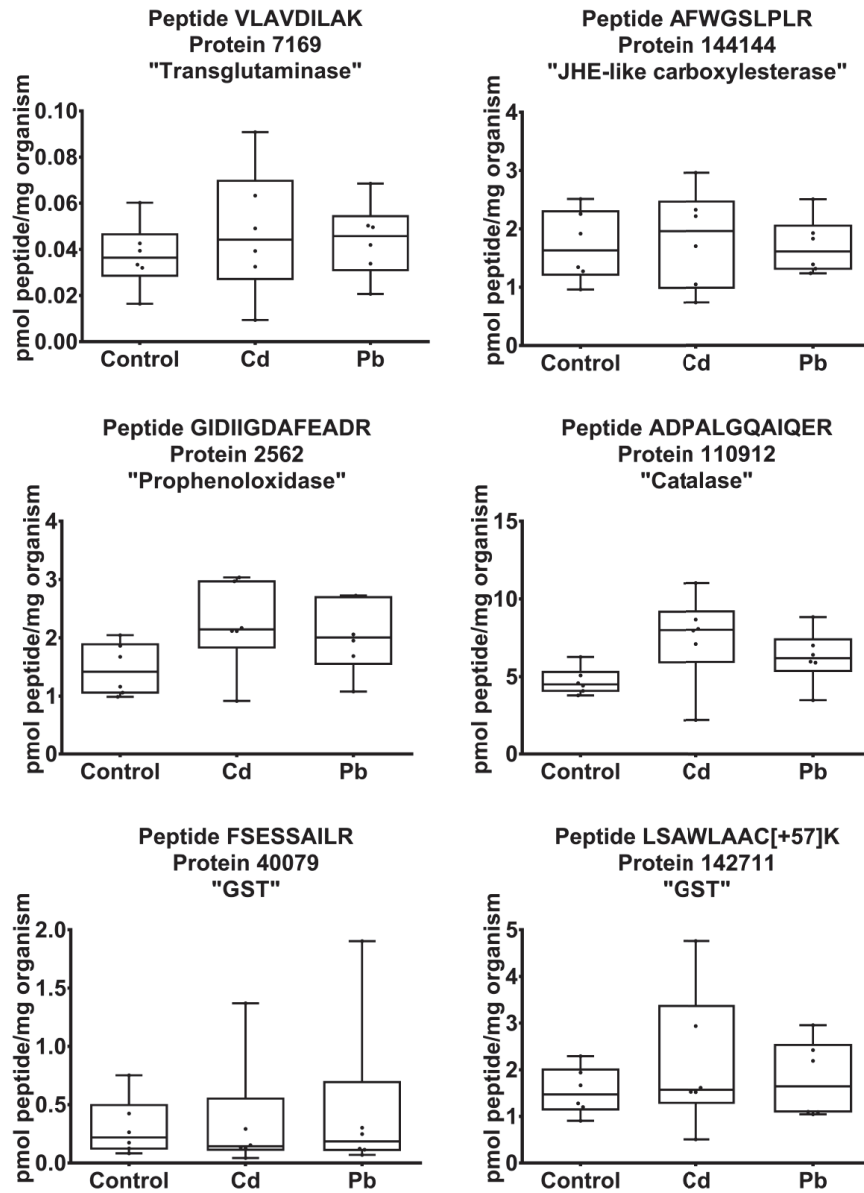 Peptide VLAVDILAK
Protein 7169
"Transglutaminase"
pmol peptide/mg organism
0.10
0.08
0.06
0.04
0.02
0.00
Control Cd Pb
Peptide AFWGSLPLR
Protein 144144
"JHE-like carboxylesterase"
pmol peptide/mg organism
4
3
2
1
0
Control Cd Pb
Peptide GIDIIGDAFEADR
Protein 2562
"Prophenoloxidase"
pmol peptide/mg organism
4
3
2
1
0
Control Cd Pb
Peptide ADPALGQAIQER
Protein 110912
"Catalase"
pmol peptide/mg organism
15
10
5
0
Control Cd Pb
Peptide FSESSAILR
Protein 40079
"GST"
pmol peptide/mg organism
2.0
1.5
1.0
0.5
0.0
Control Cd Pb
Peptide LSAWLAAC[+57]K
Protein 142711
"GST"
pmol peptide/mg organism
5
4
3
2
1
0
Control Cd Pb